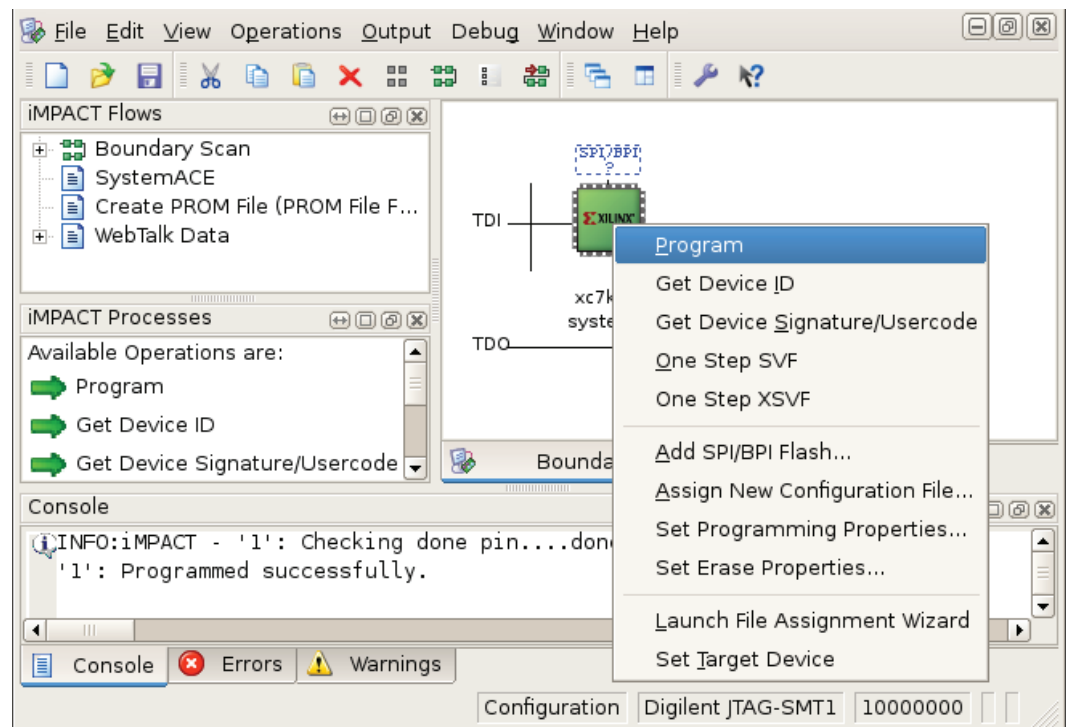 File Edit View Operations Output Debug Window Help
iMPACT Flows
Boundary Scan
SystemACE
Create PROM File (PROM File F...
WebTalk Data
iMPACT Processes
Available Operations are:
Program
Get Device ID
Get Device Signature/Usercode
SPI/BPI
?
TDI
XILINX
xc7k
syste
TDO
Bounda
Program
Get Device ID
Get Device Signature/Usercode
One Step SVF
One Step XSVF
Add SPI/BPI Flash...
Assign New Configuration File...
Set Programming Properties...
Set Erase Properties...
Launch File Assignment Wizard
Set Target Device
Console
INFO:iMPACT - '1': Checking done pin....don
'1': Programmed successfully.
Console Errors Warnings
Configuration Digilent JTAG-SMT1 10000000